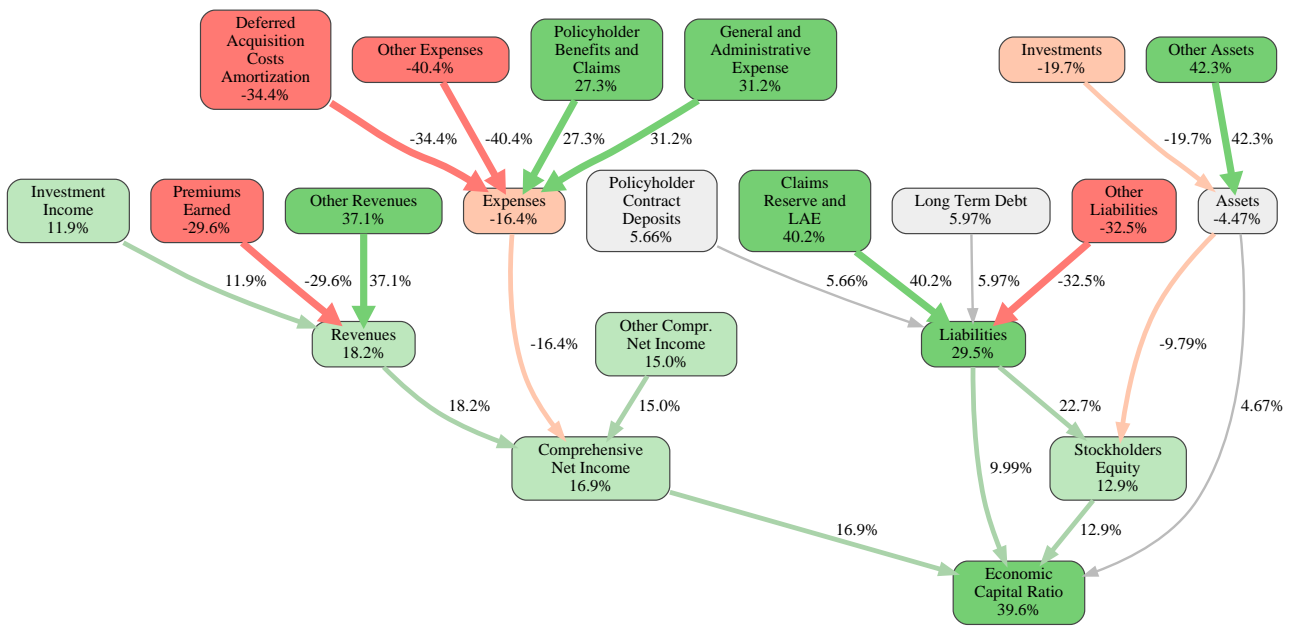 Deferred
Acquisition
Costs
Amortization
-34.4%
Other Expenses
-40.4%
Policyholder
Benefits and
Claims
27.3%
General and
Administrative
Expense
31.2%
Investments
-19.7%
Other Assets
42.3%
-34.4%
-40.4%
27.3%
31.2%
-19.7%
42.3%
Investment
Income
11.9%
Premiums
Earned
-29.6%
Other Revenues
37.1%
Expenses
-16.4%
Policyholder
Contract
Deposits
5.66%
Claims
Reserve and
LAE
40.2%
Long Term Debt
5.97%
Other
Liabilities
-32.5%
Assets
-4.47%
11.9%
-29.6%
37.1%
5.66%
40.2%
5.97%
-32.5%
Revenues
18.2%
-16.4%
Other Compr.
Net Income
15.0%
Liabilities
29.5%
-9.79%
18.2%
15.0%
22.7%
4.67%
Comprehensive
Net Income
16.9%
9.99%
Stockholders
Equity
12.9%
16.9%
12.9%
Economic
Capital Ratio
39.6%